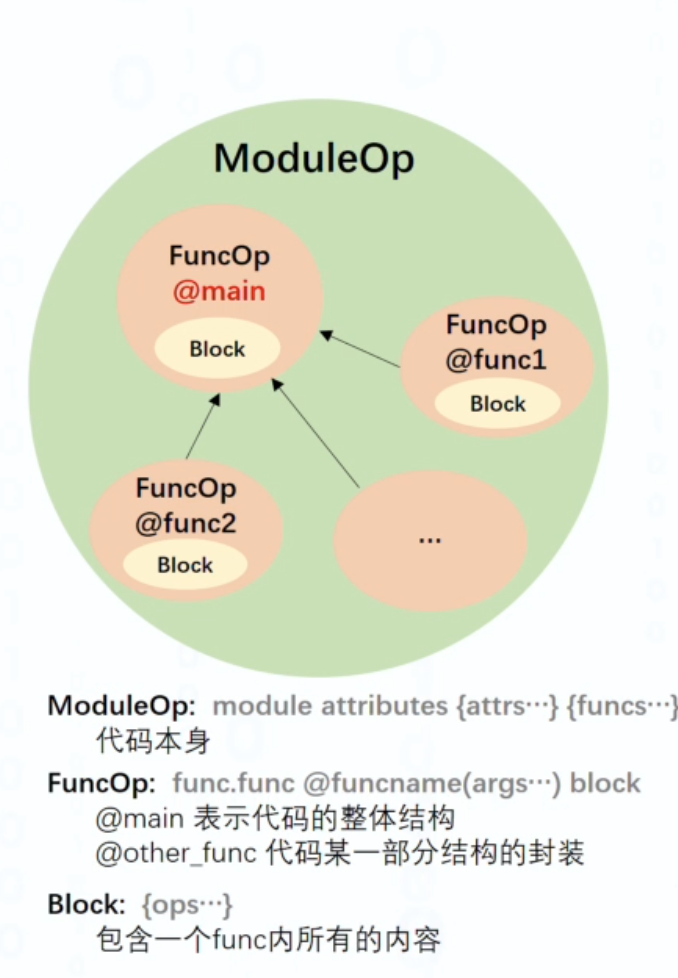 ModuleOp
FuncOp
@main
Block
FuncOp
@func1
Block
FuncOp
@func2
Block
...
ModuleOp: module attributes {attrs…} {funcs…}
代码本身
FuncOp: func.func @funcname(args…) block
@main 表示代码的整体结构
@other_func 代码某一部分结构的封装
Block: {ops…}
包含一个func内所有的内容